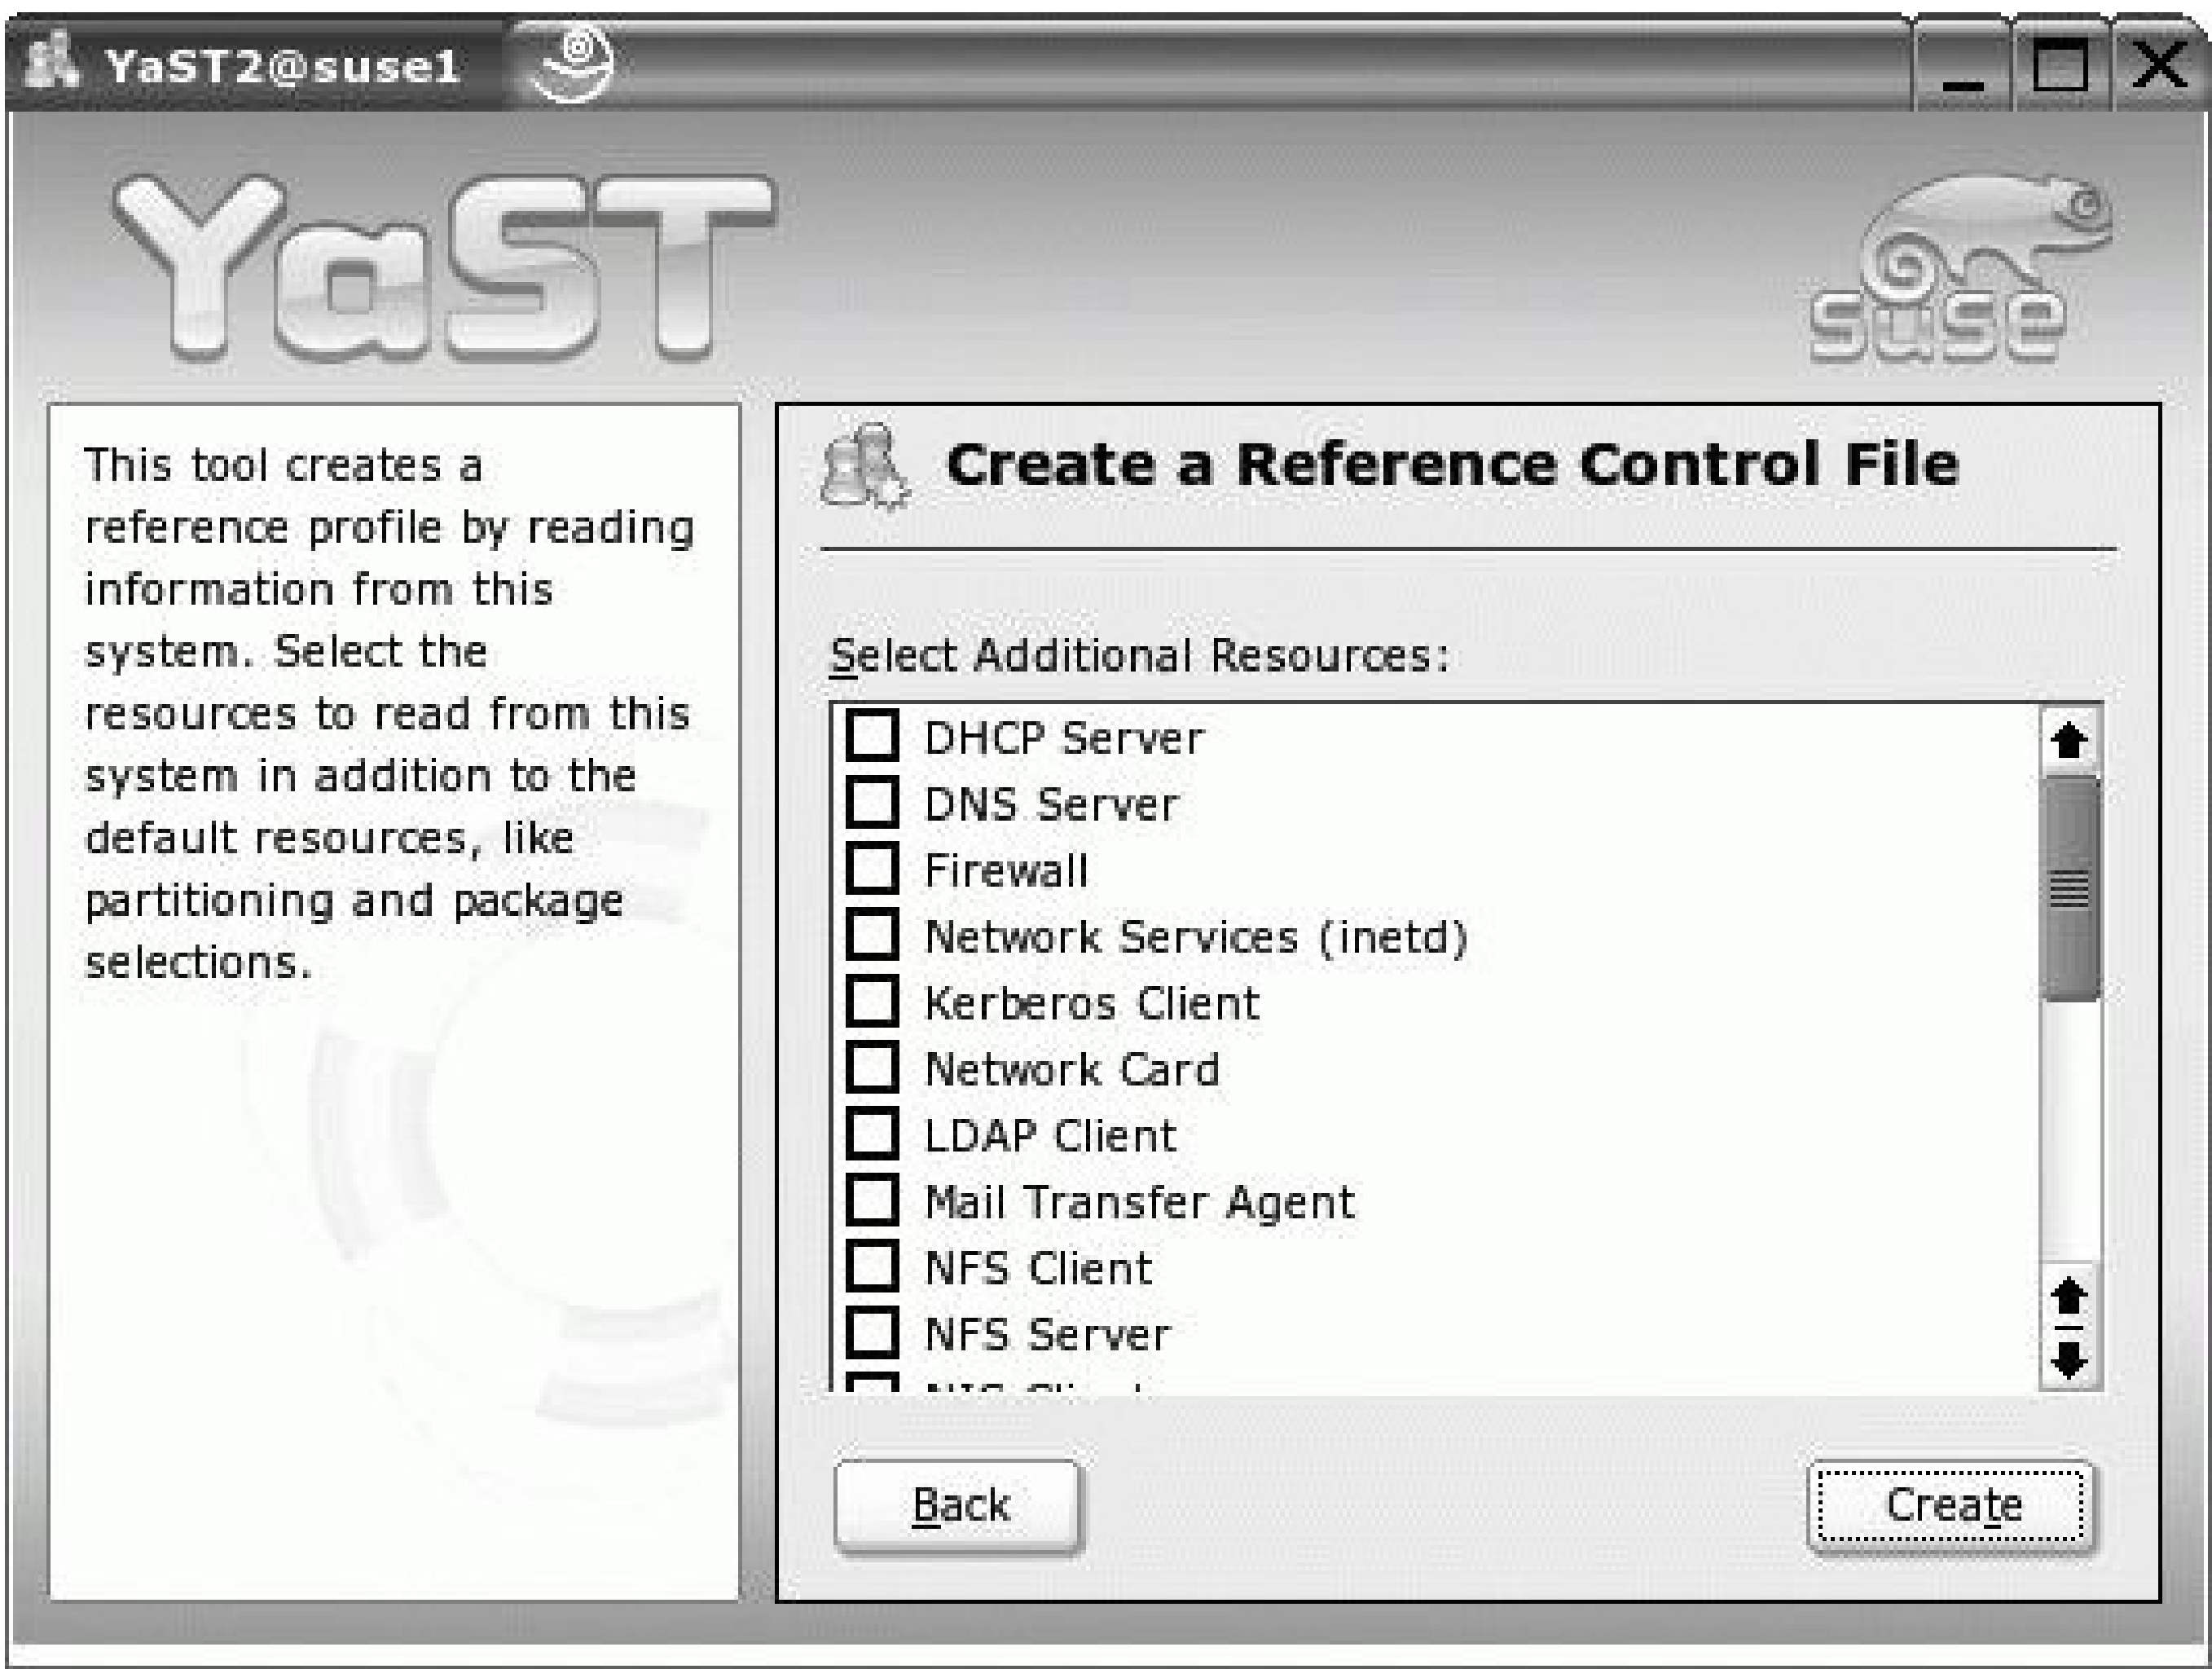 YaST2@suse1
YaST
suse
This tool creates a
reference profile by reading
information from this
system. Select the
resources to read from this
system in addition to the
default resources, like
partitioning and package
selections.
Create a Reference Control File
Select Additional Resources:
DHCP Server
DNS Server
Firewall
Network Services (inetd)
Kerberos Client
Network Card
LDAP Client
Mail Transfer Agent
NFS Client
NFS Server
Back
Create